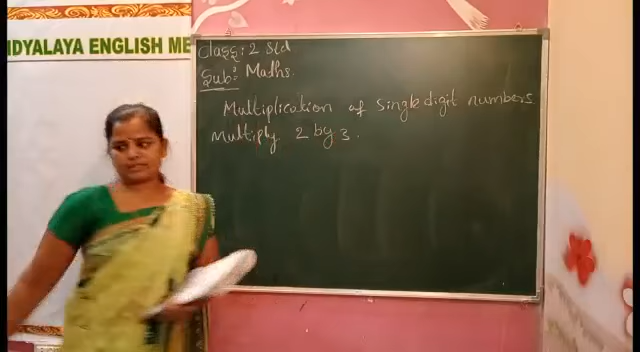 IDYALAYA ENGLISH ME
Class: 2 Std
Sub: Maths.
Multiplication of single digit numbers
Multiply 2 by 3.